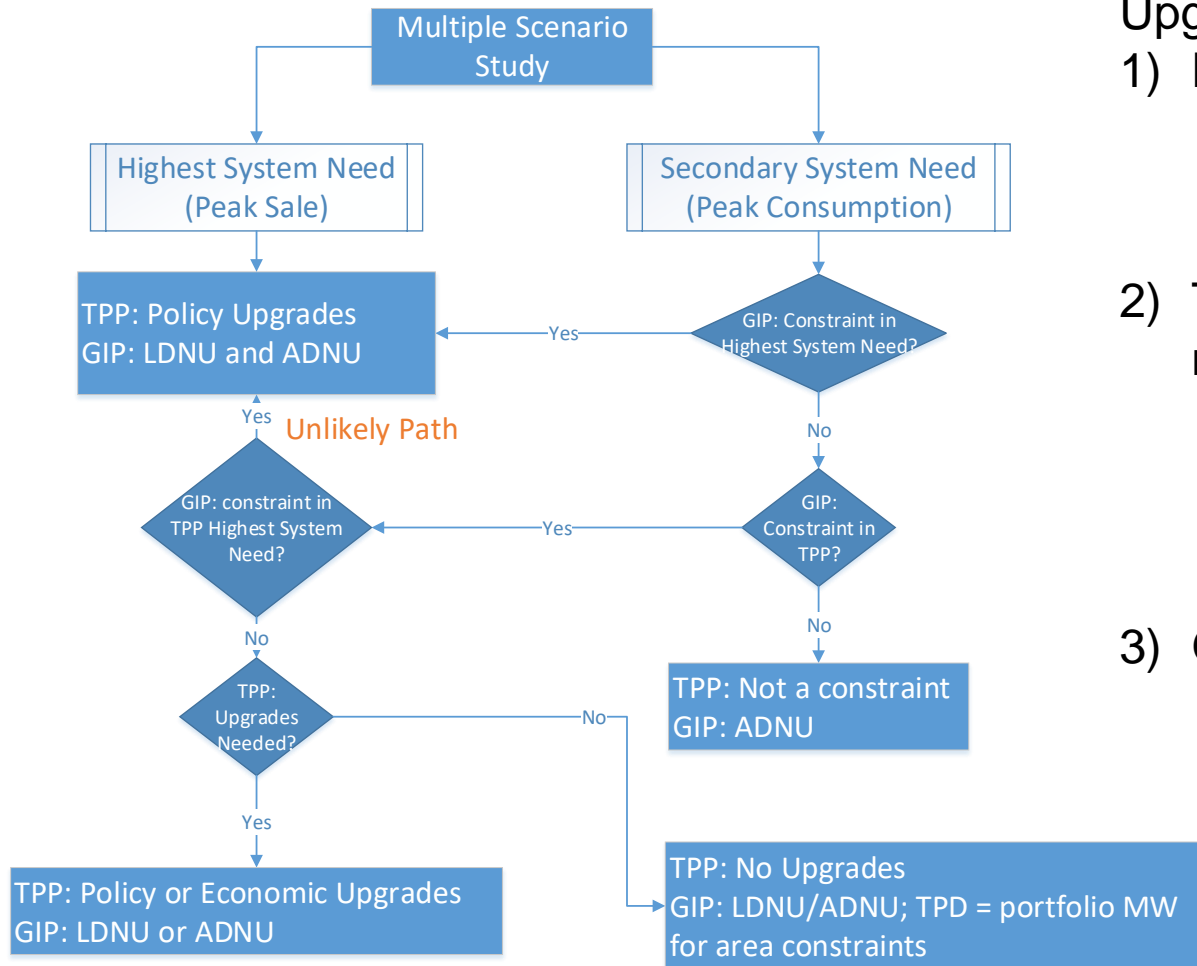 Multiple Scenario
Study
Highest System Need
(Peak Sale)
Secondary System Need
(Peak Consumption)
TPP: Policy Upgrades
GIP: LDNU and ADNU
Yes
GIP: Constraint in
Highest System Need?
Yes
Unlikely Path
No
GIP: constraint in
TPP Highest System
Need?
Yes
GIP:
Constraint in
TPP?
No
No
TPP:
Upgrades
Needed?
No
TPP: Not a constraint
GIP: ADNU
Yes
TPP: Policy or Economic Upgrades
GIP: LDNU or ADNU
TPP: No Upgrades
GIP: LDNU/ADNU; TPD = portfolio MW
for area constraints
1)
2)
3)